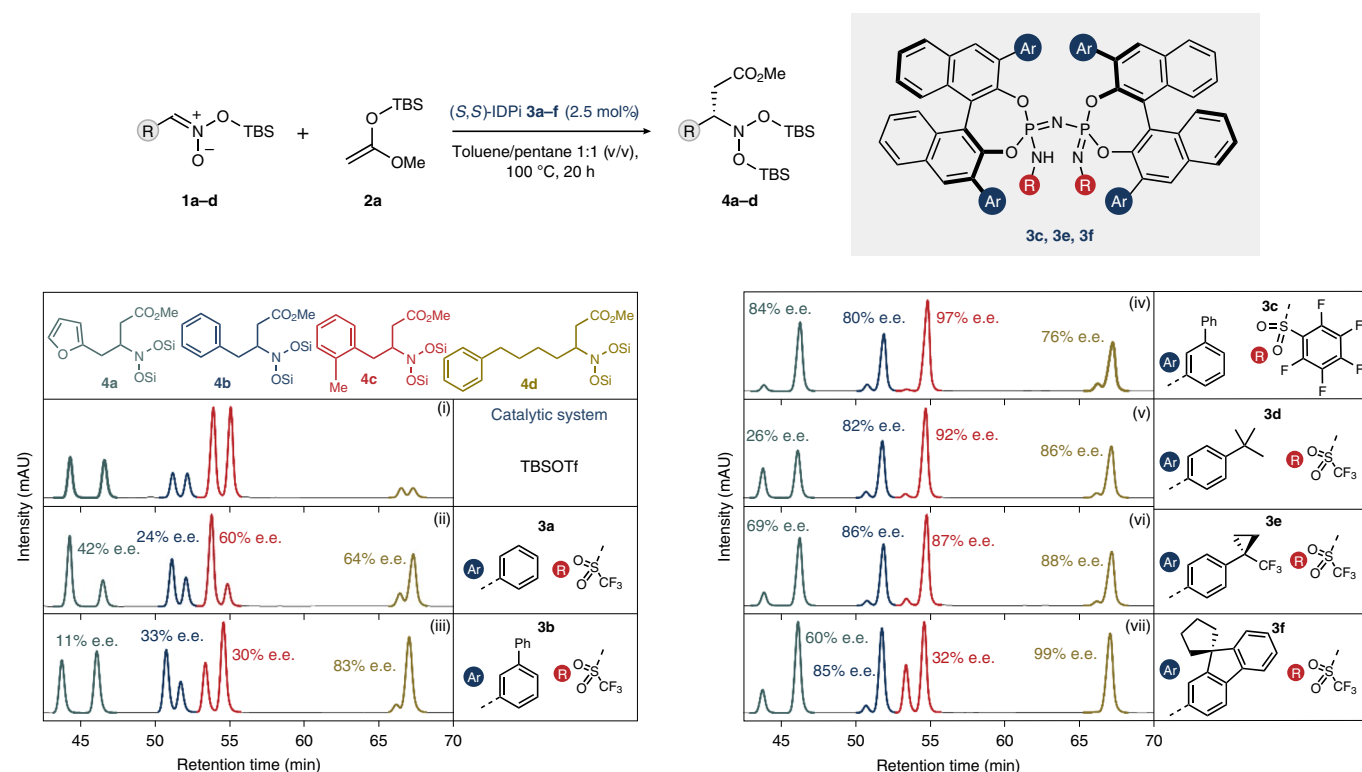 R
N
+
O
TBS
O
−
1a–d
+
TBS
O
OMe
2a
(S,S)-IDPi 3a–f (2.5 mol%)
Toluene/pentane 1:1 (v/v),
100 °C, 20 h
CO2Me
R
N
O
TBS
O
TBS
4a–d
Ar
Ar
O
O
P
N
P
O
O
NH
N
R
R
Ar
Ar
3c, 3e, 3f
Intensity (mAU)
O
CO2Me
N
OSi
OSi
4a
CO2Me
N
OSi
OSi
4b
CO2Me
N
OSi
OSi
Me
4c
CO2Me
N
OSi
OSi
4d
(i)
Catalytic system
TBSOTf
(ii)
42% e.e.
24% e.e.
60% e.e.
64% e.e.
3a
Ar
R
O
S
O
CF3
(iii)
11% e.e.
33% e.e.
30% e.e.
83% e.e.
3b
Ph
Ar
R
O
S
O
CF3
45 50 55 60 65 70
Retention time (min)
Intensity (mAU)
(iv)
84% e.e.
80% e.e.
97% e.e.
76% e.e.
3c
Ph
Ar
R
O
S
O
F
F
F
F
F
(v)
26% e.e.
82% e.e.
92% e.e.
86% e.e.
3d
Ar
R
O
S
O
CF3
(vi)
69% e.e.
86% e.e.
87% e.e.
88% e.e.
3e
Ar
CF3
R
O
S
O
CF3
(vii)
60% e.e.
85% e.e.
32% e.e.
99% e.e.
3f
Ar
R
O
S
O
CF3
45 50 55 60 65 70
Retention time (min)